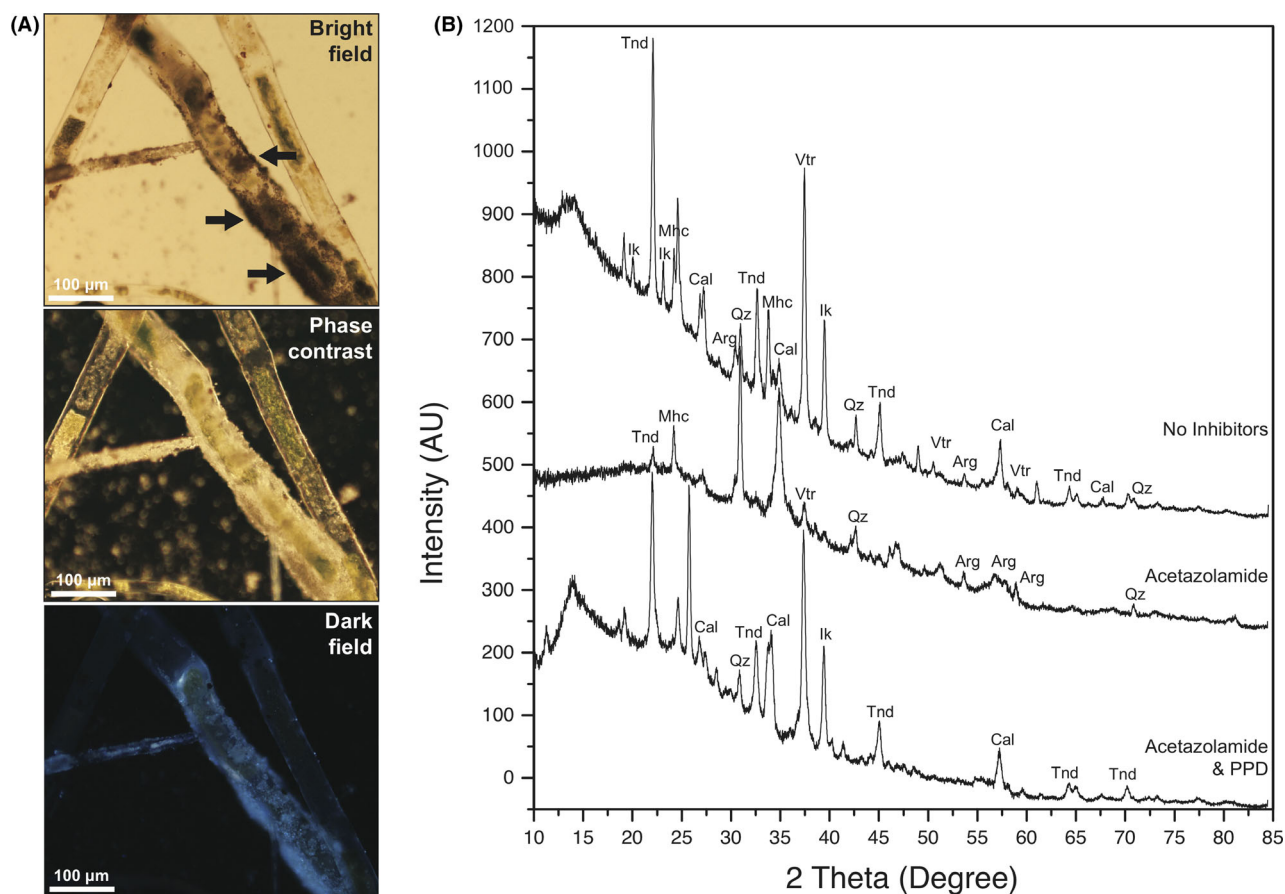 (A)
Bright
field
100 µm
Phase
contrast
100 µm
Dark
field
100 µm
(B)
1200
1100
1000
900
800
700
600
500
400
300
200
100
0
Intensity (AU)
10
15
20
25
30
35
40
45
50
55
60
65
70
75
80
85
2 Theta (Degree)
Tnd
Ik
Mhc
Ik
Cal
Arg
Qz
Tnd
Mhc
Cal
Vtr
Ik
Qz
Tnd
Vtr
Arg
Cal
Vtr
Tnd
Cal
Qz
No Inhibitors
Tnd
Mhc
Vtr
Qz
Arg
Arg
Arg
Qz
Acetazolamide
Cal
Qz
Tnd
Cal
Ik
Tnd
Cal
Tnd
Tnd
Acetazolamide
& PPD